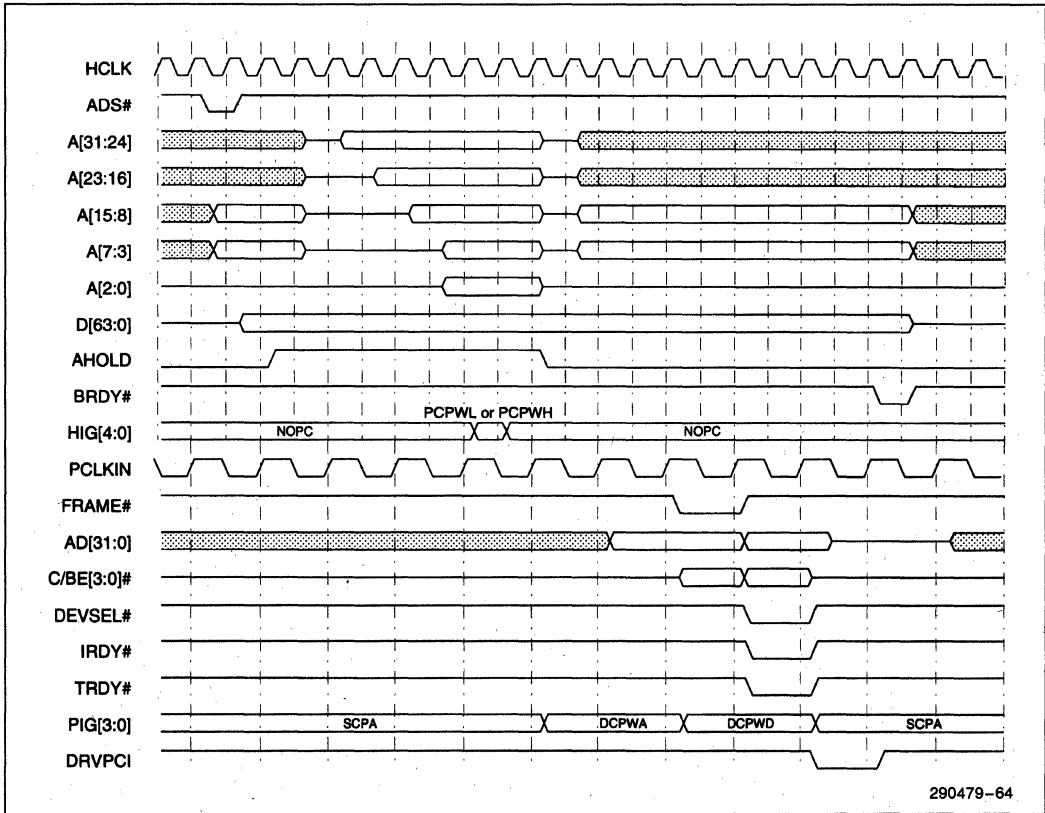 HCLK
ADS#
A[31:24]
A[23:16]
A[15:8]
A[7:3]
A[2:0]
D[63:0]
AHOLD
BRDY#
PCPWL or PCPWH
HIG[4:0] NOPC NOPC
PCLKIN
FRAME#
AD[31:0]
C/BE[3:0]#
DEVSEL#
IRDY#
TRDY#
PIG[3:0] SCPA DCPWA DCPWD SCPA
DRVPCI
290479-64